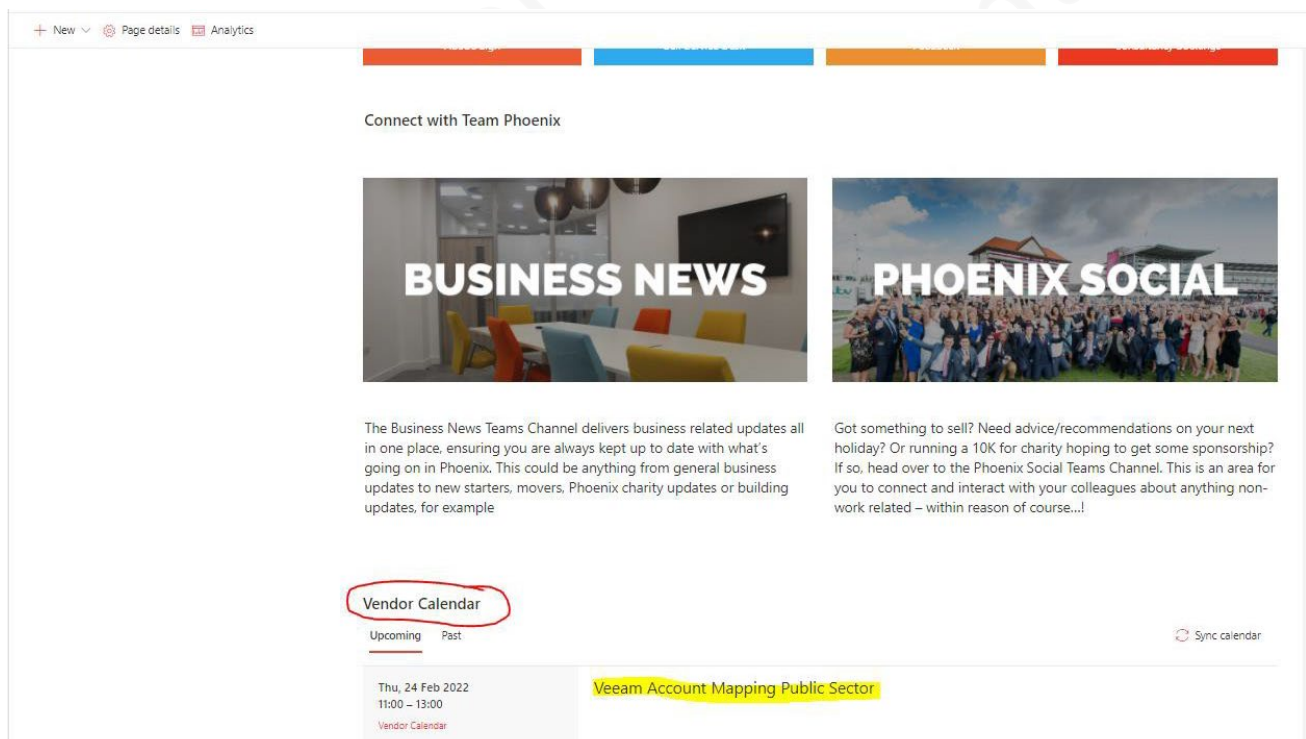 New
Page details
Analytics
Connect with Team Phoenix
BUSINESS NEWS
PHOENIX SOCIAL
The Business News Teams Channel delivers business related updates all
in one place, ensuring you are always kept up to date with what's
going on in Phoenix. This could be anything from general business
updates to new starters, movers, Phoenix charity updates or building
updates, for example
Got something to sell? Need advice/recommendations on your next
holiday? Or running a 10K for charity hoping to get some sponsorship?
If so, head over to the Phoenix Social Teams Channel. This is an area for
you to connect and interact with your colleagues about anything non-
work related – within reason of course...!
Vendor Calendar
Upcoming
Past
Sync calendar
Thu, 24 Feb 2022
11:00 – 13:00
Vendor Calendar
Veeam Account Mapping Public Sector